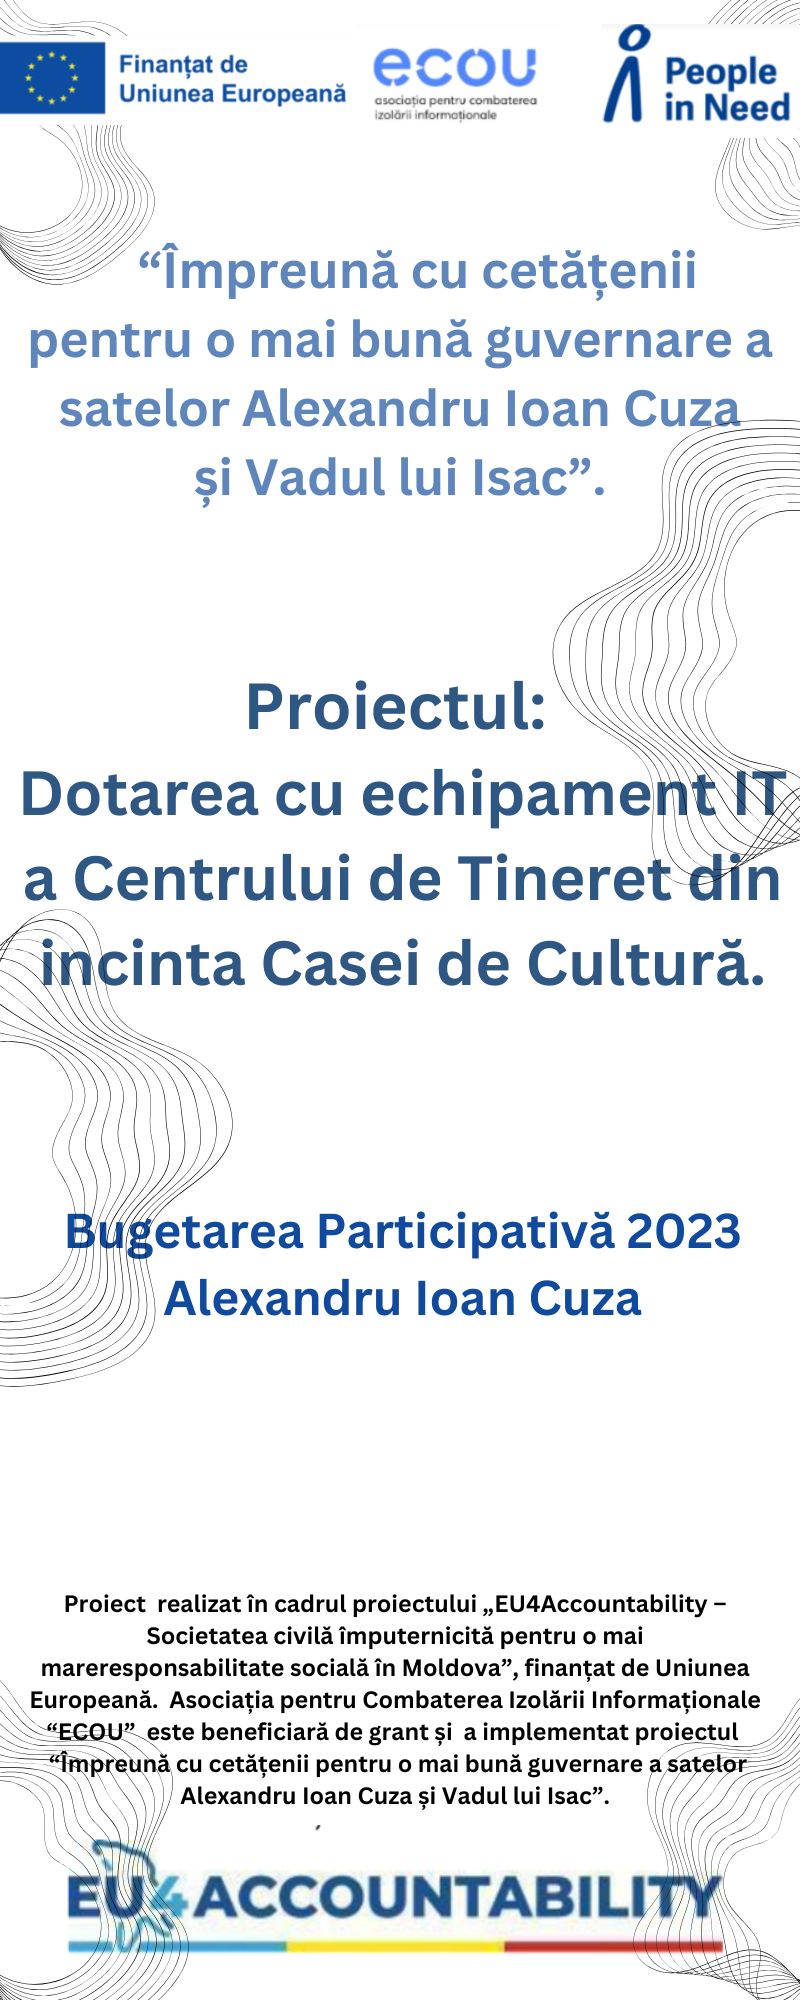 Finanțat de
Uniunea Europeană
ecou
asociația pentru combaterea
izolării informaționale
People
in Need
“Împreună cu cetățenii
pentru o mai bună guvernare a
satelor Alexandru Ioan Cuza
și Vadul lui Isac”.
Proiectul:
Dotarea cu echipament IT
a Centrului de Tineret din
incinta Casei de Cultură.
Bugetarea Participativă 2023
Alexandru Ioan Cuza
Proiect realizat în cadrul proiectului „EU4Accountability –
Societatea civilă împuternicită pentru o mai
mareresponsabilitate socială în Moldova”, finanțat de Uniunea
Europeană. Asociația pentru Combaterea Izolării Informaționale
“ECOU” este beneficiară de grant și a implementat proiectul
“Împreună cu cetățenii pentru o mai bună guvernare a satelor
Alexandru Ioan Cuza și Vadul lui Isac”.
EU4ACCOUNTABILITY